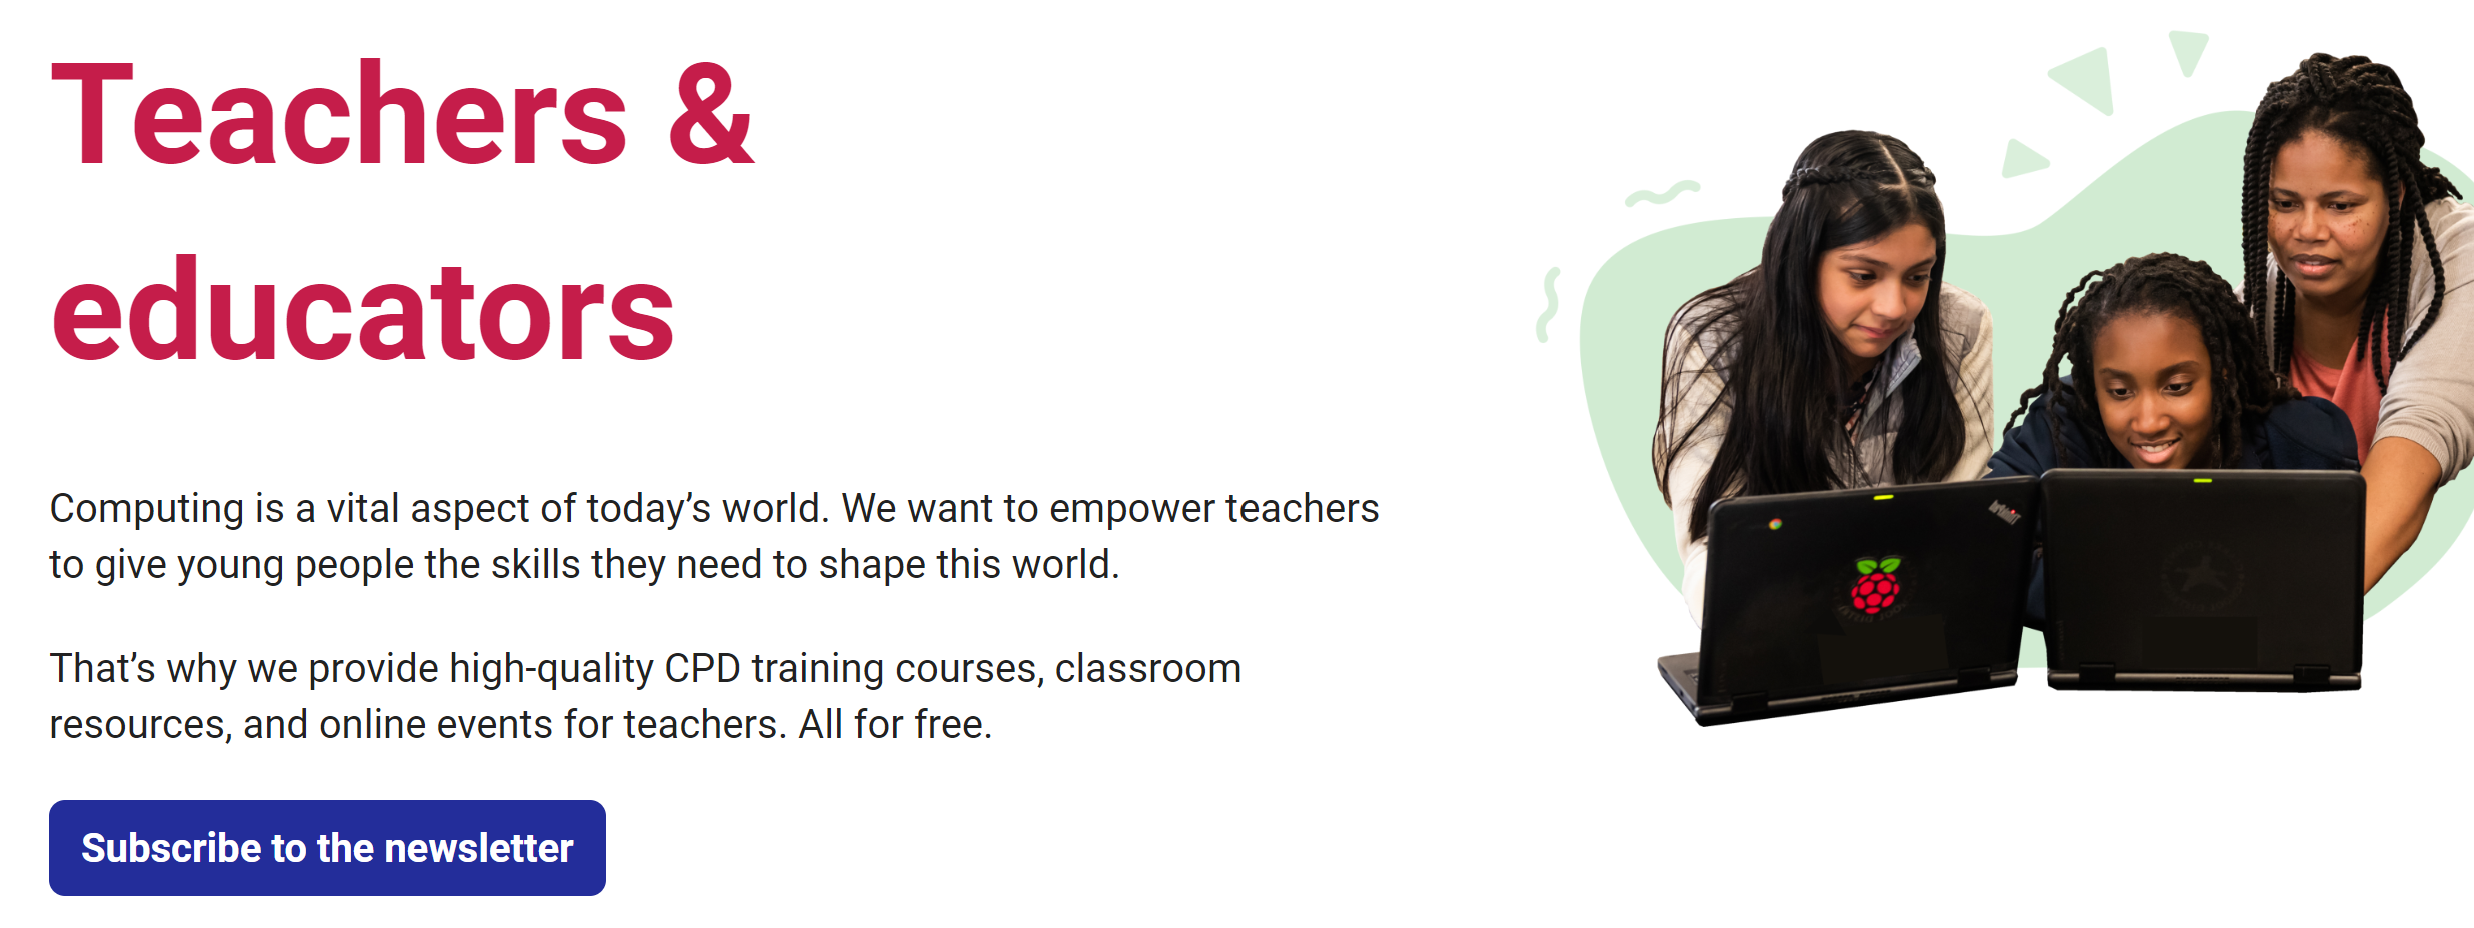 Teachers &
educators
Computing is a vital aspect of today’s world. We want to empower teachers
to give young people the skills they need to shape this world.
That’s why we provide high-quality CPD training courses, classroom
resources, and online events for teachers. All for free.
Subscribe to the newsletter